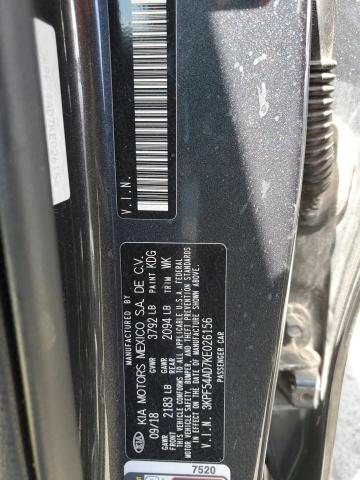 MANUFACTURED BY
KIA KIA MOTORS MEXICO S.A. DE C.V.
09/18 GVWR 3792 LB PAINT KDG
GAWR FRONT 2183 LB GAWR REAR 2094 LB TRIM WK
THIS VEHICLE CONFORMS TO ALL APPLICABLE U.S.A. FEDERAL
MOTOR VEHICLE SAFETY, BUMPER, AND THEFT PREVENTION STANDARDS
IN EFFECT ON THE DATE OF MANUFACTURE SHOWN ABOVE.
V.I.N. 3KPF54AD7KE026156
PASSENGER CAR
V.I.N.
7520